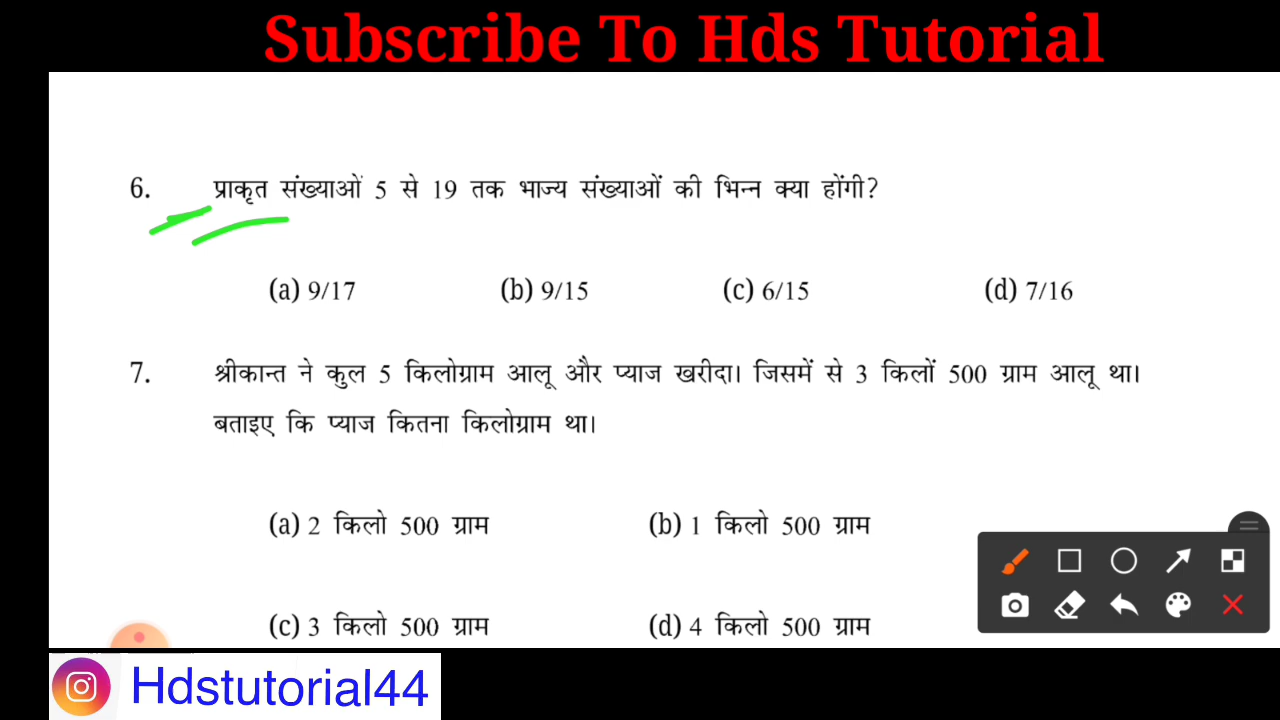 Subscribe To Hds Tutorial
6. प्राकृत संख्याओं 5 से 19 तक भाज्य संख्याओं की भिन्न क्या होंगी?
(a) 9/17 (b) 9/15 (c) 6/15 (d) 7/16
7. श्रीकान्त ने कुल 5 किलोग्राम आलू और प्याज खरीदा। जिसमें से 3 किलों 500 ग्राम आलू था।
बताइए कि प्याज कितना किलोग्राम था।
(a) 2 किलो 500 ग्राम (b) 1 किलो 500 ग्राम
(c) 3 किलो 500 ग्राम (d) 4 किलो 500 ग्राम
Hdstutorial44